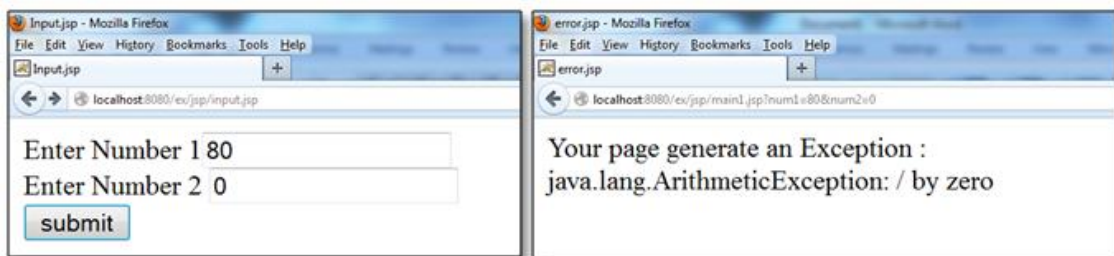 Input.jsp - Mozilla Firefox
File Edit View History Bookmarks Tools Help
Input.jsp +
localhost:8080/ex/jsp/input.jsp
Enter Number 1 80
Enter Number 2 0
submit
error.jsp - Mozilla Firefox
File Edit View History Bookmarks Tools Help
error.jsp +
localhost:8080/ex/jsp/main1.jsp?num1=80&num2=0
Your page generate an Exception :
java.lang.ArithmeticException: / by zero